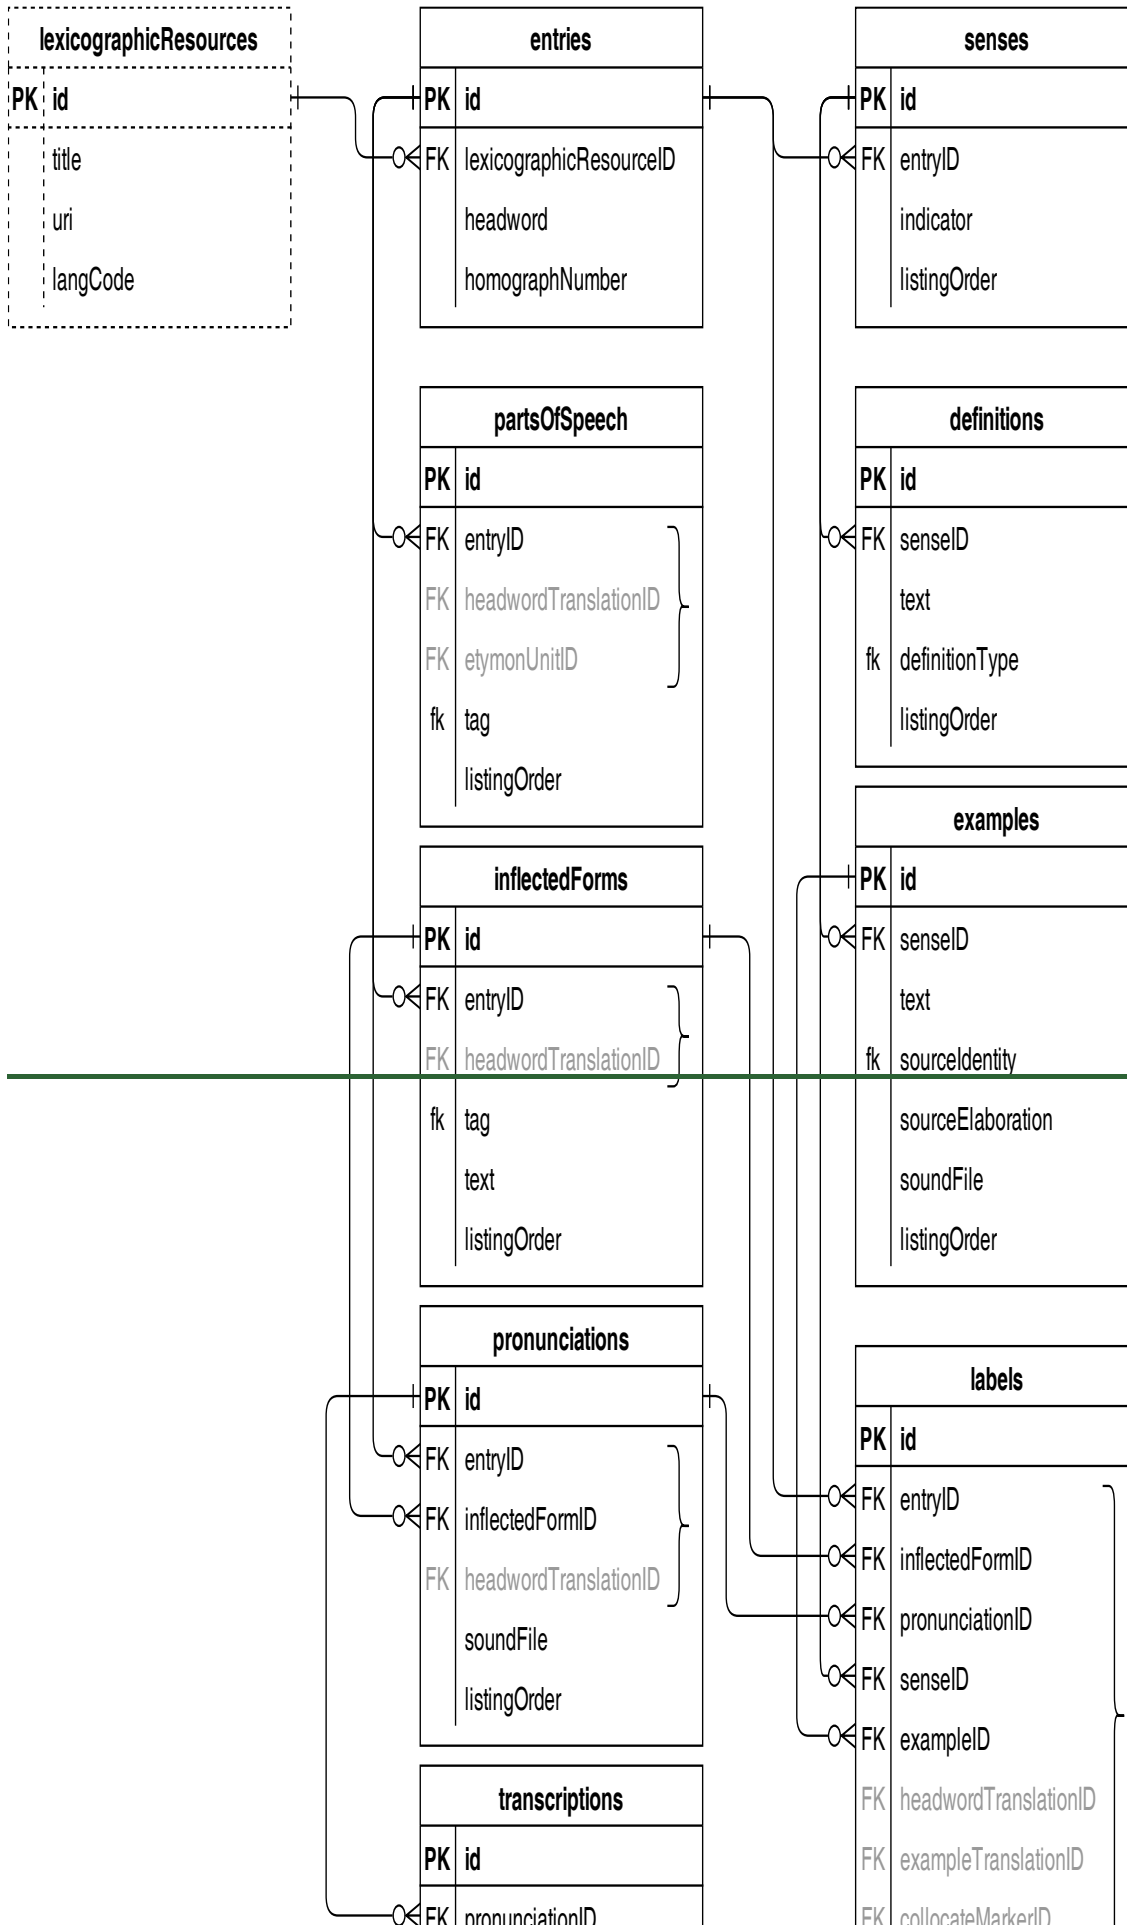 lexicographicResources
PK id
title
uri
langCode
entries
PK id
FK lexicographicResourceID
headword
homographNumber
partsOfSpeech
PK id
FK entryID
FK headwordTranslationID
FK etymonUnitID
fk tag
listingOrder
inflectedForms
PK id
FK entryID
FK headwordTranslationID
fk tag
text
listingOrder
pronunciations
PK id
FK entryID
FK inflectedFormID
FK headwordTranslationID
soundFile
listingOrder
transcriptions
PK id
FK pronunciationID
senses
PK id
FK entryID
indicator
listingOrder
definitions
PK id
FK senseID
text
fk definitionType
listingOrder
examples
PK id
FK senseID
text
fk sourceIdentity
sourceElaboration
soundFile
listingOrder
labels
PK id
FK entryID
FK inflectedFormID
FK pronunciationID
FK senseID
FK exampleID
FK headwordTranslationID
FK exampleTranslationID
FK collocateMarkerID